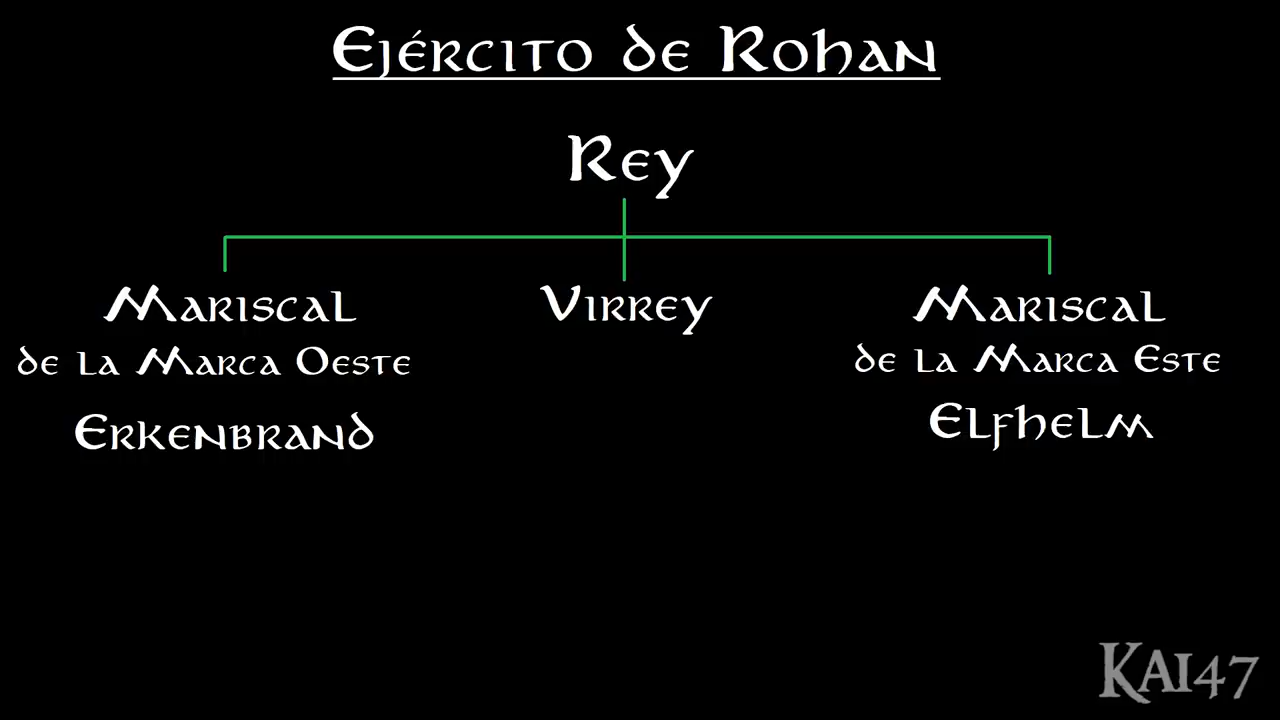 Ejército de Rohan
Rey
Mariscal
de la Marca Oeste
Erkenbrand
Virrey
Mariscal
de la Marca Este
Elfhelm
Kai47